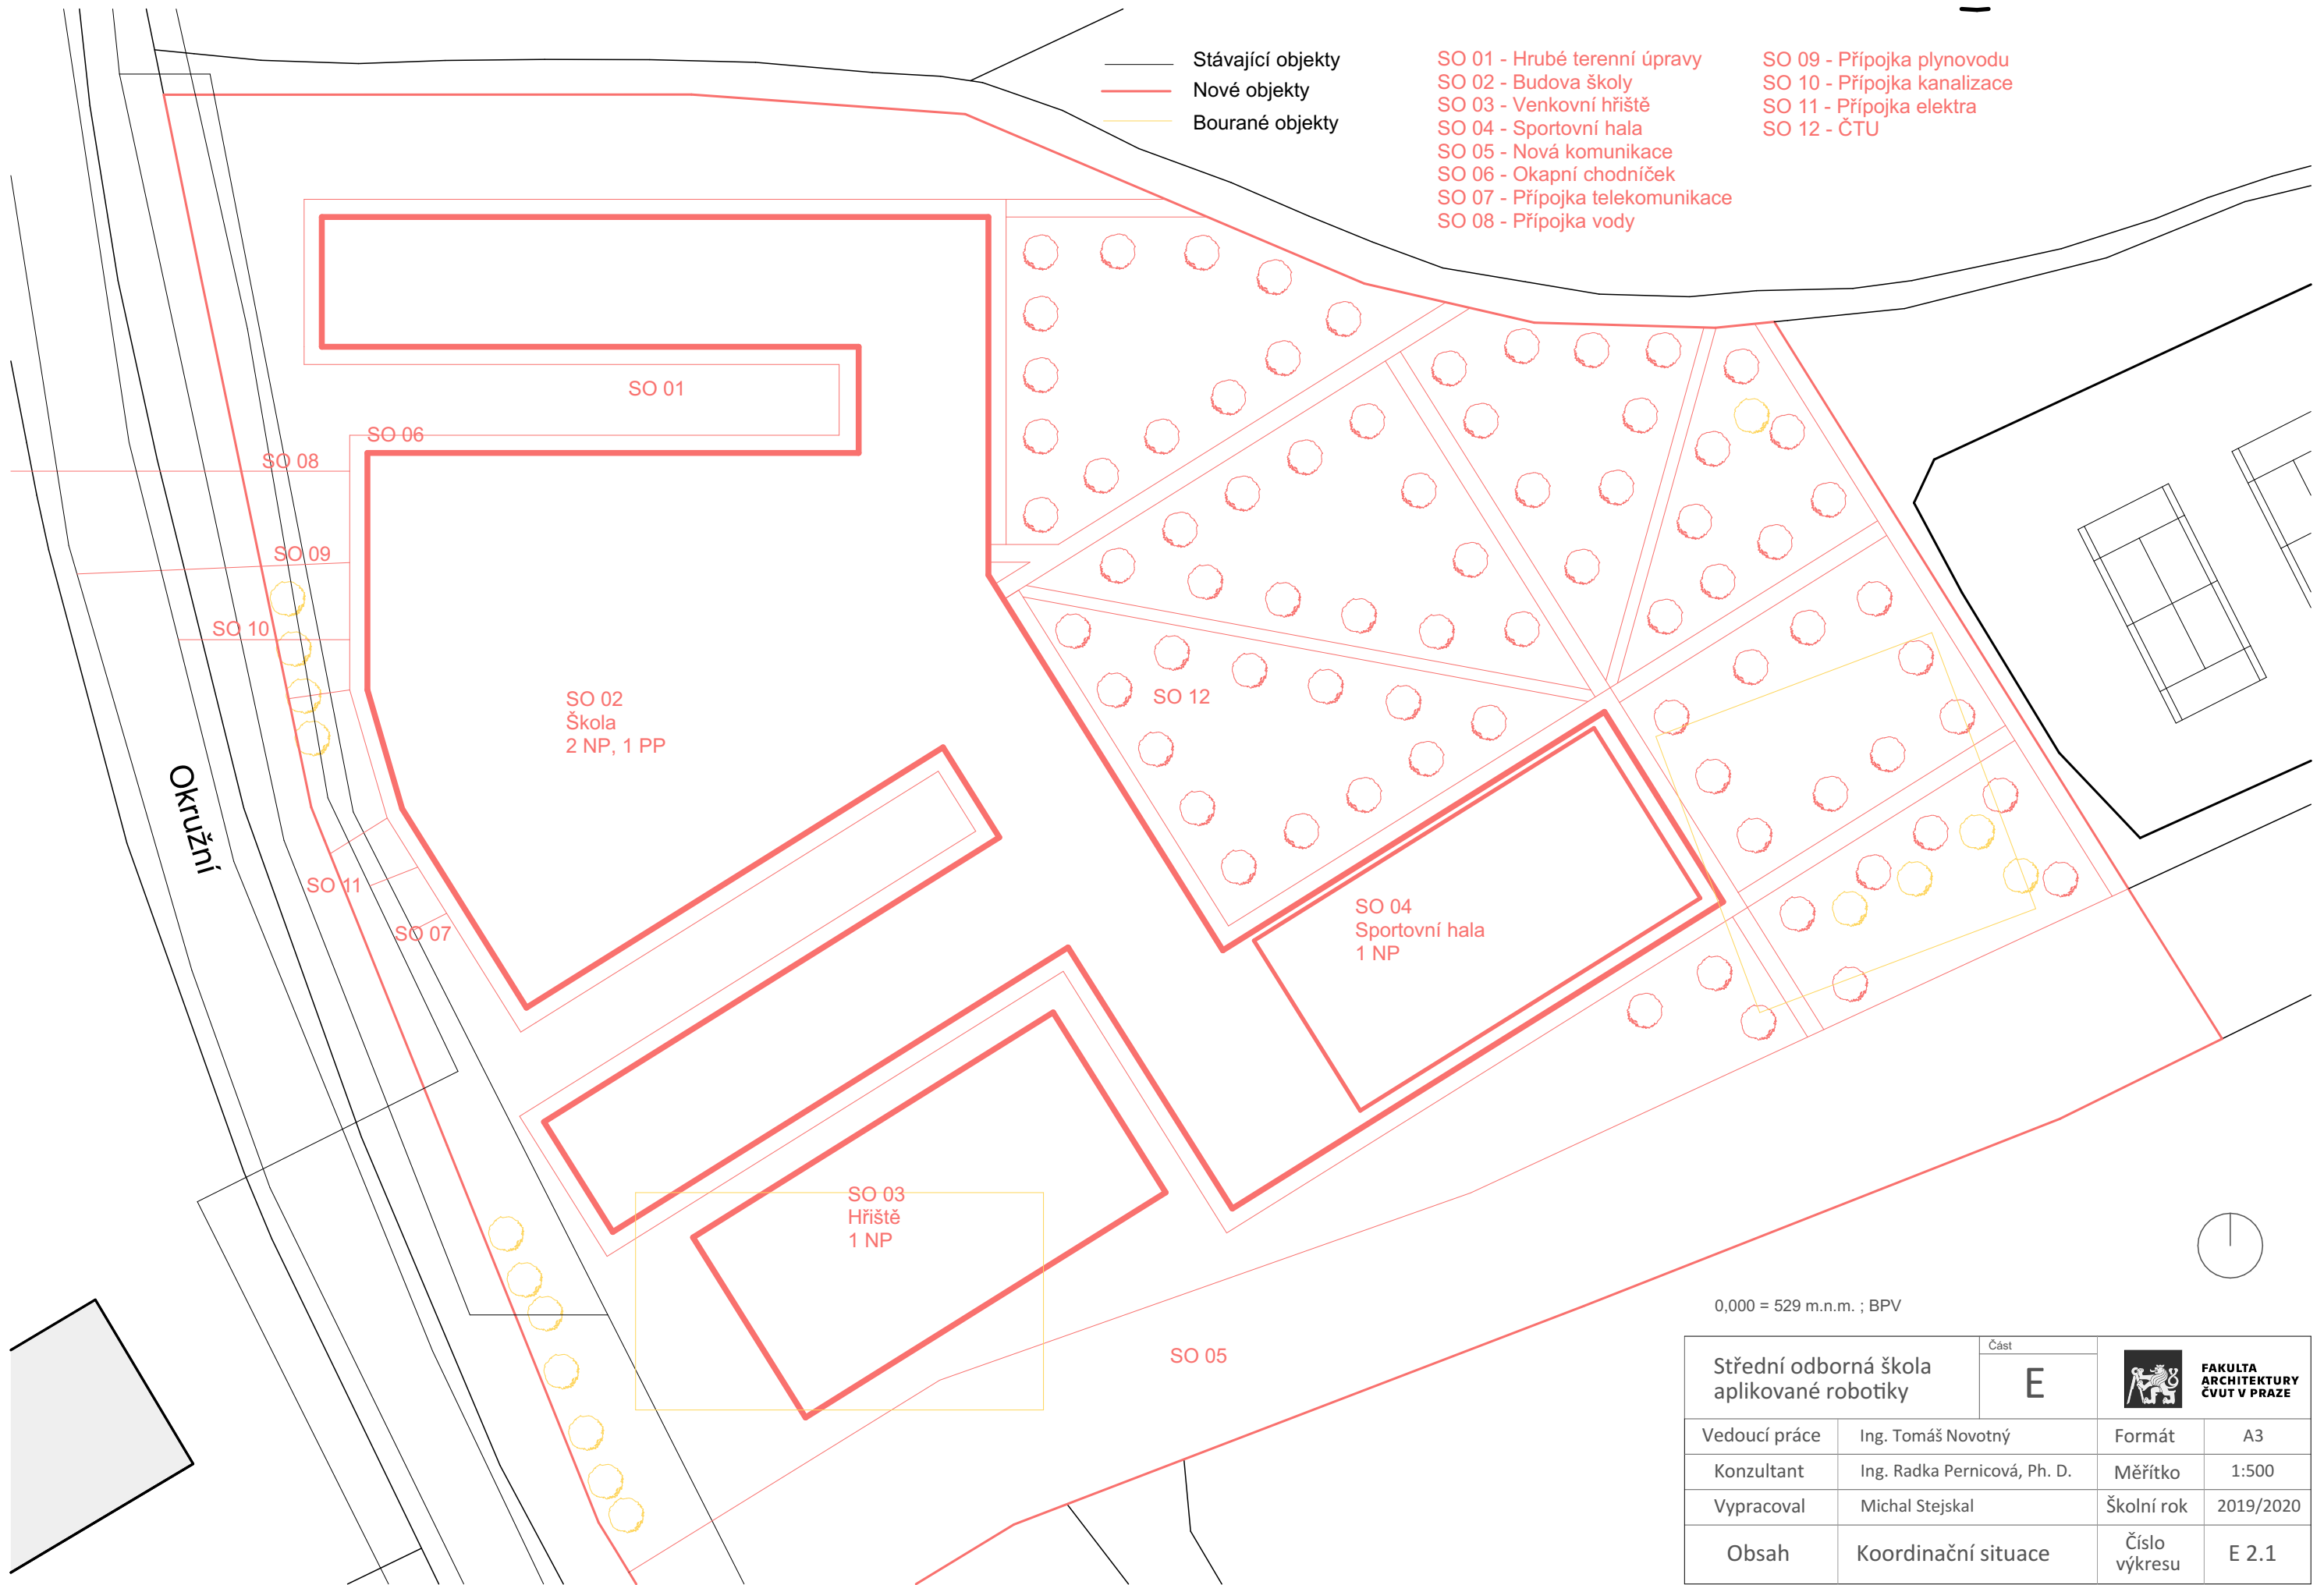 Stávající objekty
Nové objekty
Bourané objekty
SO 01 - Hrubé terenní úpravy
SO 02 - Budova školy
SO 03 - Venkovní hřiště
SO 04 - Sportovní hala
SO 05 - Nová komunikace
SO 06 - Okapní chodníček
SO 07 - Přípojka telekomunikace
SO 08 - Přípojka vody
SO 09 - Přípojka plynovodu
SO 10 - Přípojka kanalizace
SO 11 - Přípojka elektra
SO 12 - ČTU
SO 01
SO 06
SO 08
SO 09
SO 10
SO 02
Škola
2 NP, 1 PP
SO 12
Okružní
SO 11
SO 07
SO 04
Sportovní hala
1 NP
SO 03
Hřiště
1 NP
SO 05
0,000 = 529 m.n.m. ; BPV
Střední odborná škola
aplikované robotiky
Část
E
FAKULTA
ARCHITEKTURY
ČVUT V PRAZE
Vedoucí práce
Ing. Tomáš Novotný
Formát
A3
Konzultant
Ing. Radka Pernicová, Ph. D.
Měřítko
1:500
Vypracoval
Michal Stejskal
Školní rok
2019/2020
Obsah
Koordinační situace
Číslo
výkresu
E 2.1